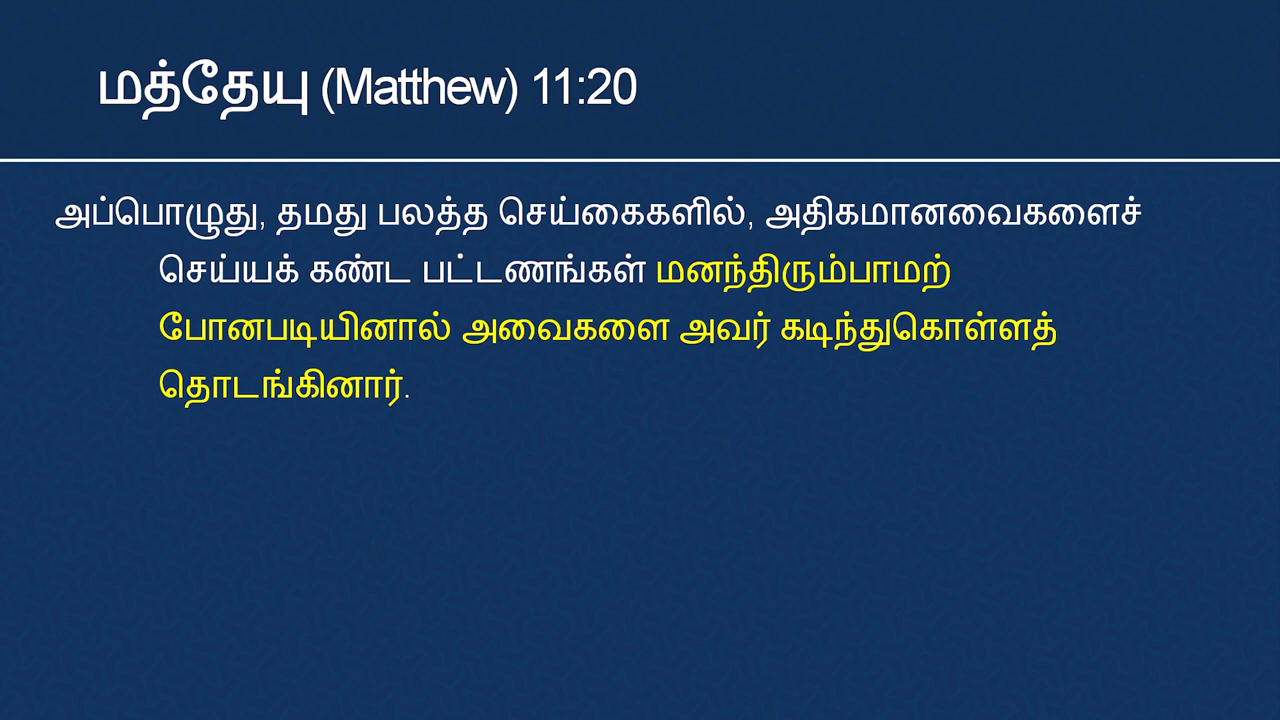 மத்தேயு (Matthew) 11:20
அப்பொழுது, தமது பலத்த செய்கைகளில், அதிகமானவைகளைச்
செய்யக் கண்ட பட்டணங்கள் மனந்திரும்பாமற்
போனபடியினால் அவைகளை அவர் கடிந்துகொள்ளத்
தொடங்கினார்.